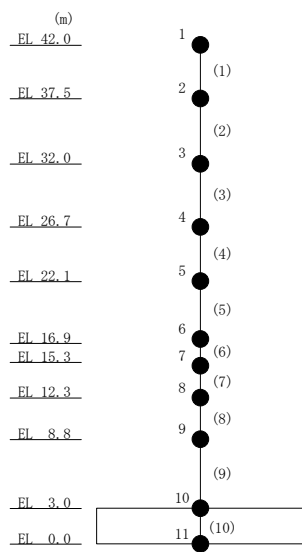 (m)
EL 42.0
1
(1)
EL 37.5
2
(2)
EL 32.0
3
(3)
EL 26.7
4
(4)
EL 22.1
5
(5)
EL 16.9
6
(6)
EL 15.3
7
(7)
EL 12.3
8
(8)
EL 8.8
9
(9)
EL 3.0
10
(10)
EL 0.0
11